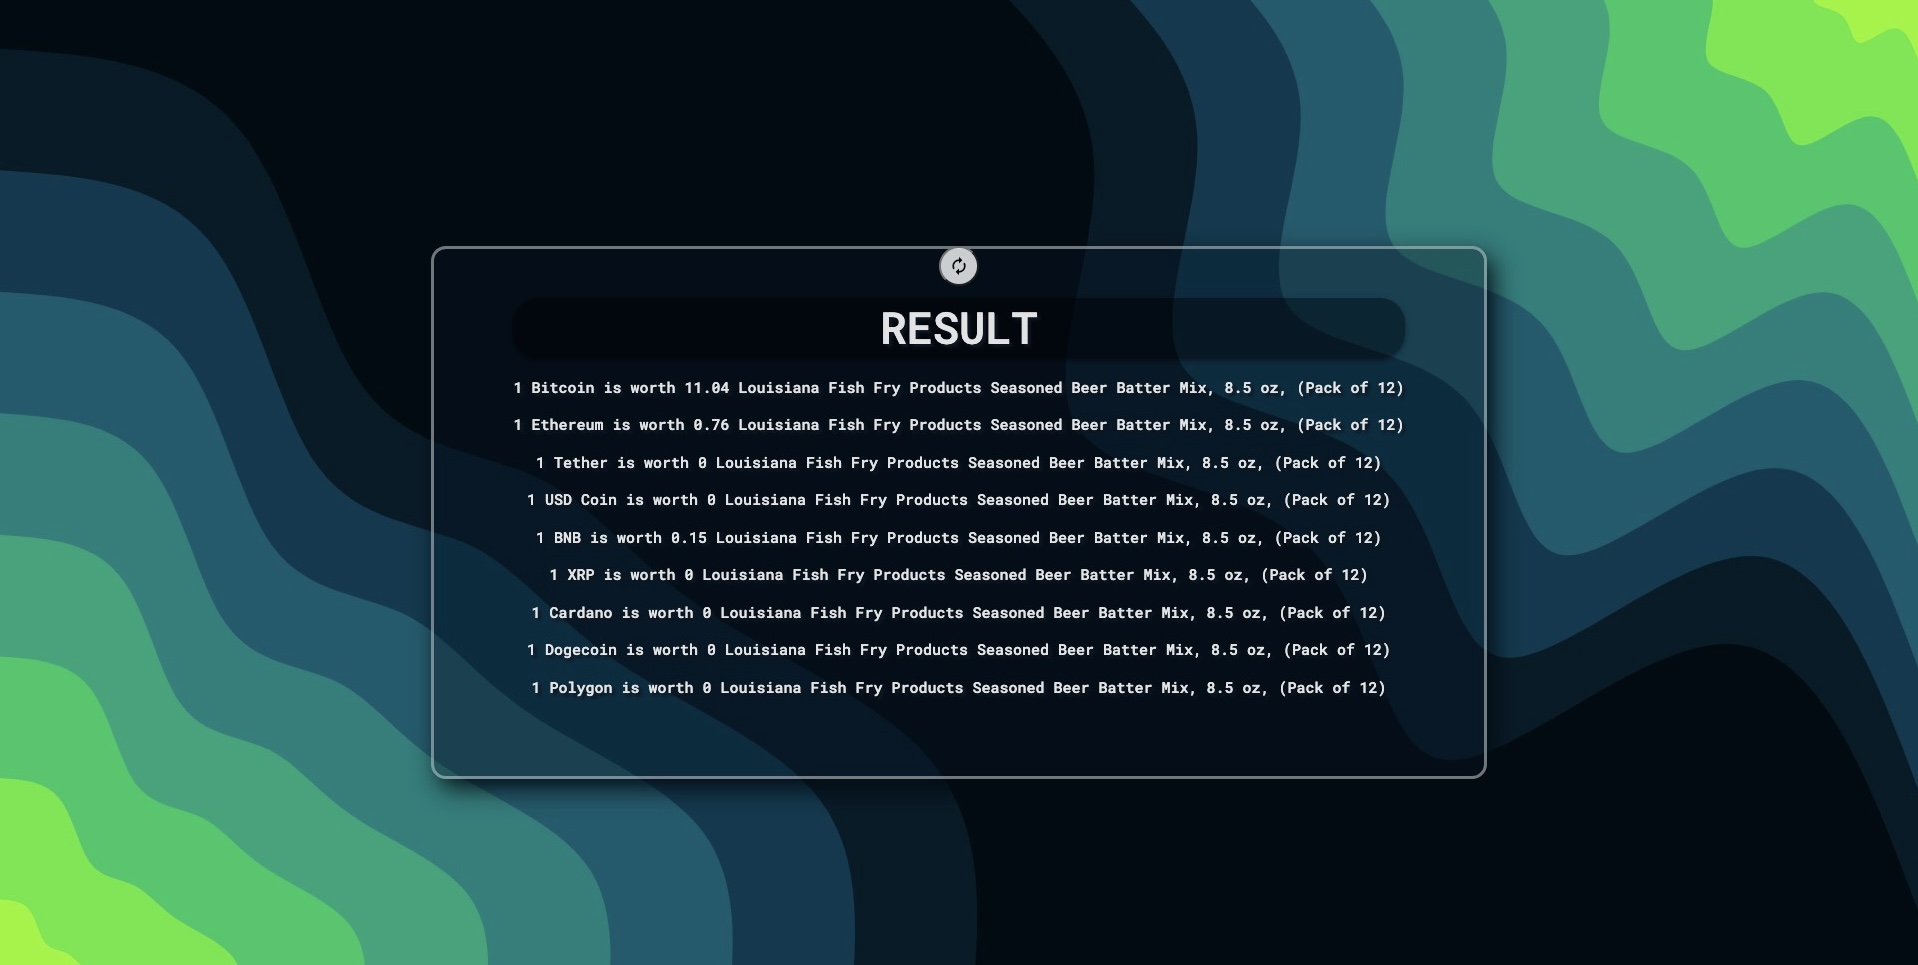 RESULT
1 Bitcoin is worth 11.04 Louisiana Fish Fry Products Seasoned Beer Batter Mix, 8.5 oz, (Pack of 12)
1 Ethereum is worth 0.76 Louisiana Fish Fry Products Seasoned Beer Batter Mix, 8.5 oz, (Pack of 12)
1 Tether is worth 0 Louisiana Fish Fry Products Seasoned Beer Batter Mix, 8.5 oz, (Pack of 12)
1 USD Coin is worth 0 Louisiana Fish Fry Products Seasoned Beer Batter Mix, 8.5 oz, (Pack of 12)
1 BNB is worth 0.15 Louisiana Fish Fry Products Seasoned Beer Batter Mix, 8.5 oz, (Pack of 12)
1 XRP is worth 0 Louisiana Fish Fry Products Seasoned Beer Batter Mix, 8.5 oz, (Pack of 12)
1 Cardano is worth 0 Louisiana Fish Fry Products Seasoned Beer Batter Mix, 8.5 oz, (Pack of 12)
1 Dogecoin is worth 0 Louisiana Fish Fry Products Seasoned Beer Batter Mix, 8.5 oz, (Pack of 12)
1 Polygon is worth 0 Louisiana Fish Fry Products Seasoned Beer Batter Mix, 8.5 oz, (Pack of 12)